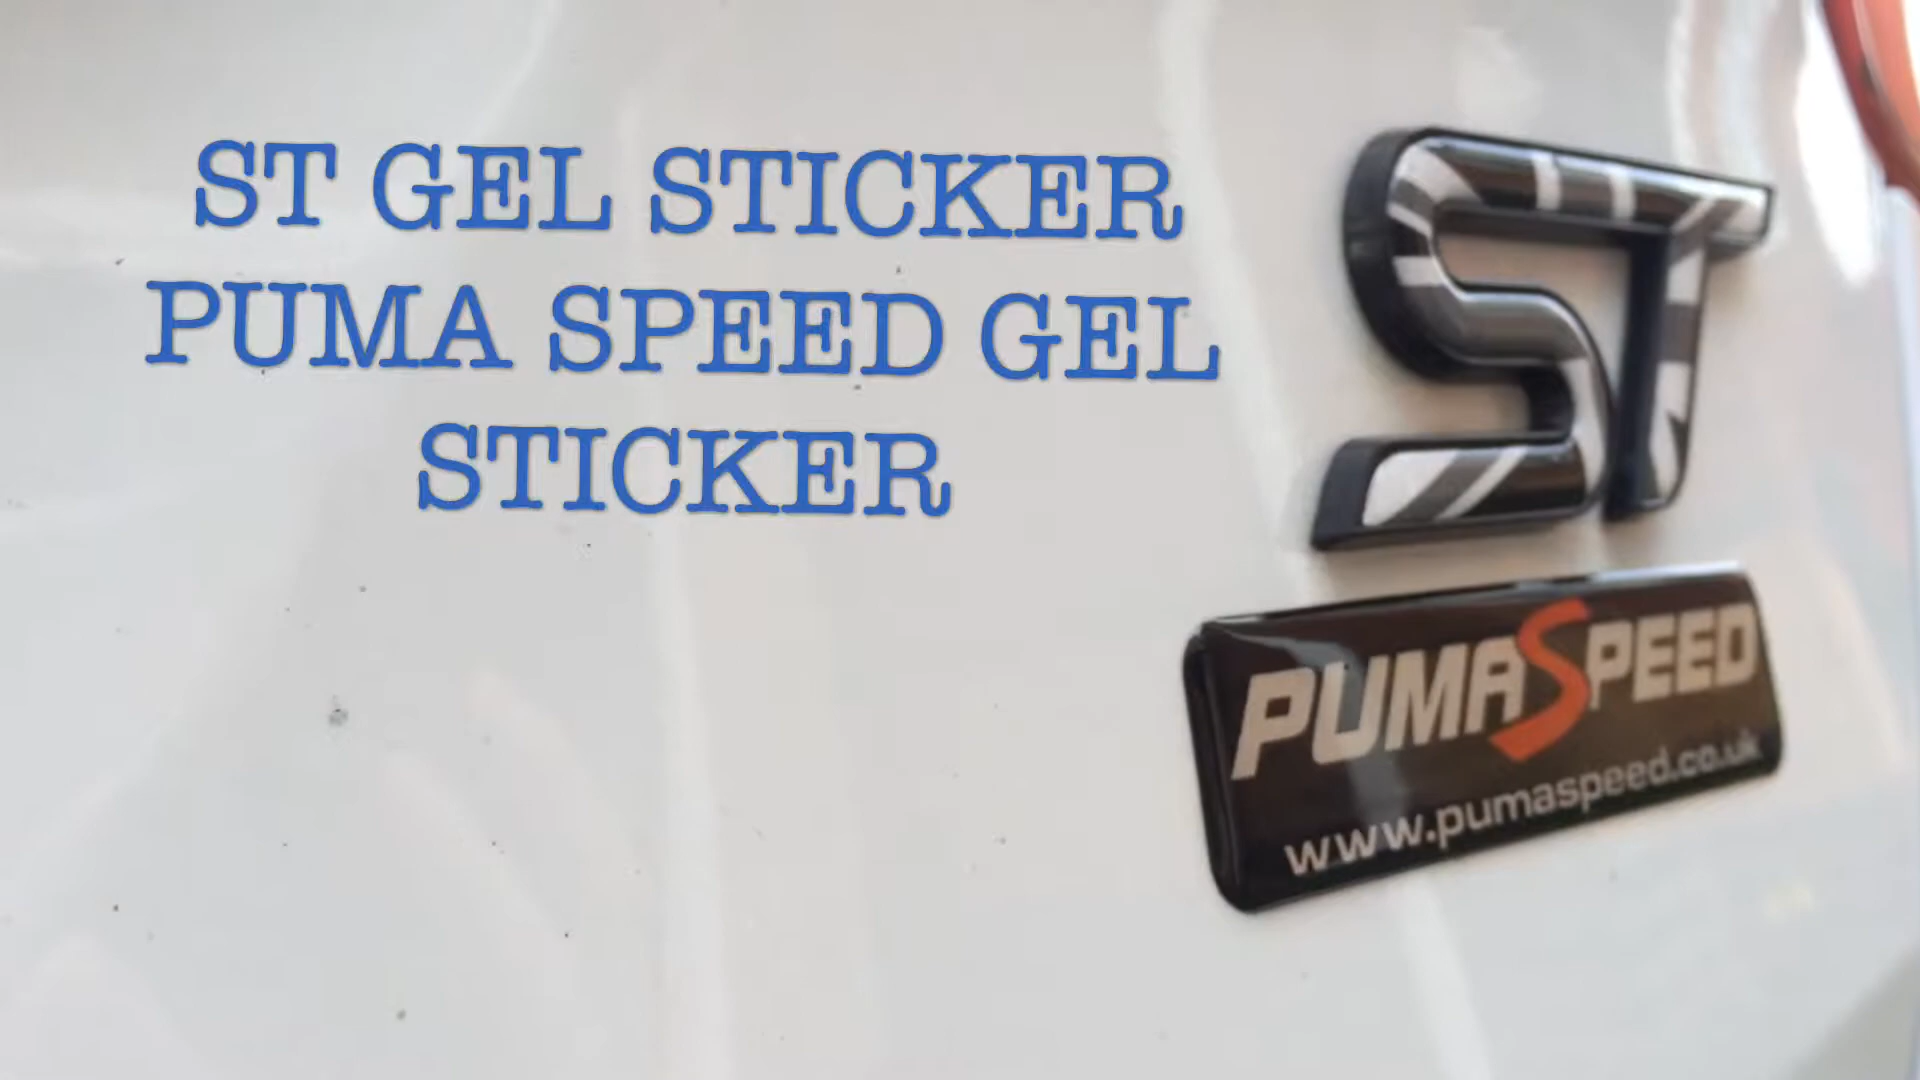 ST GEL STICKER
PUMA SPEED GEL
STICKER
ST
PUMASPEED
www.pumaspeed.co.uk